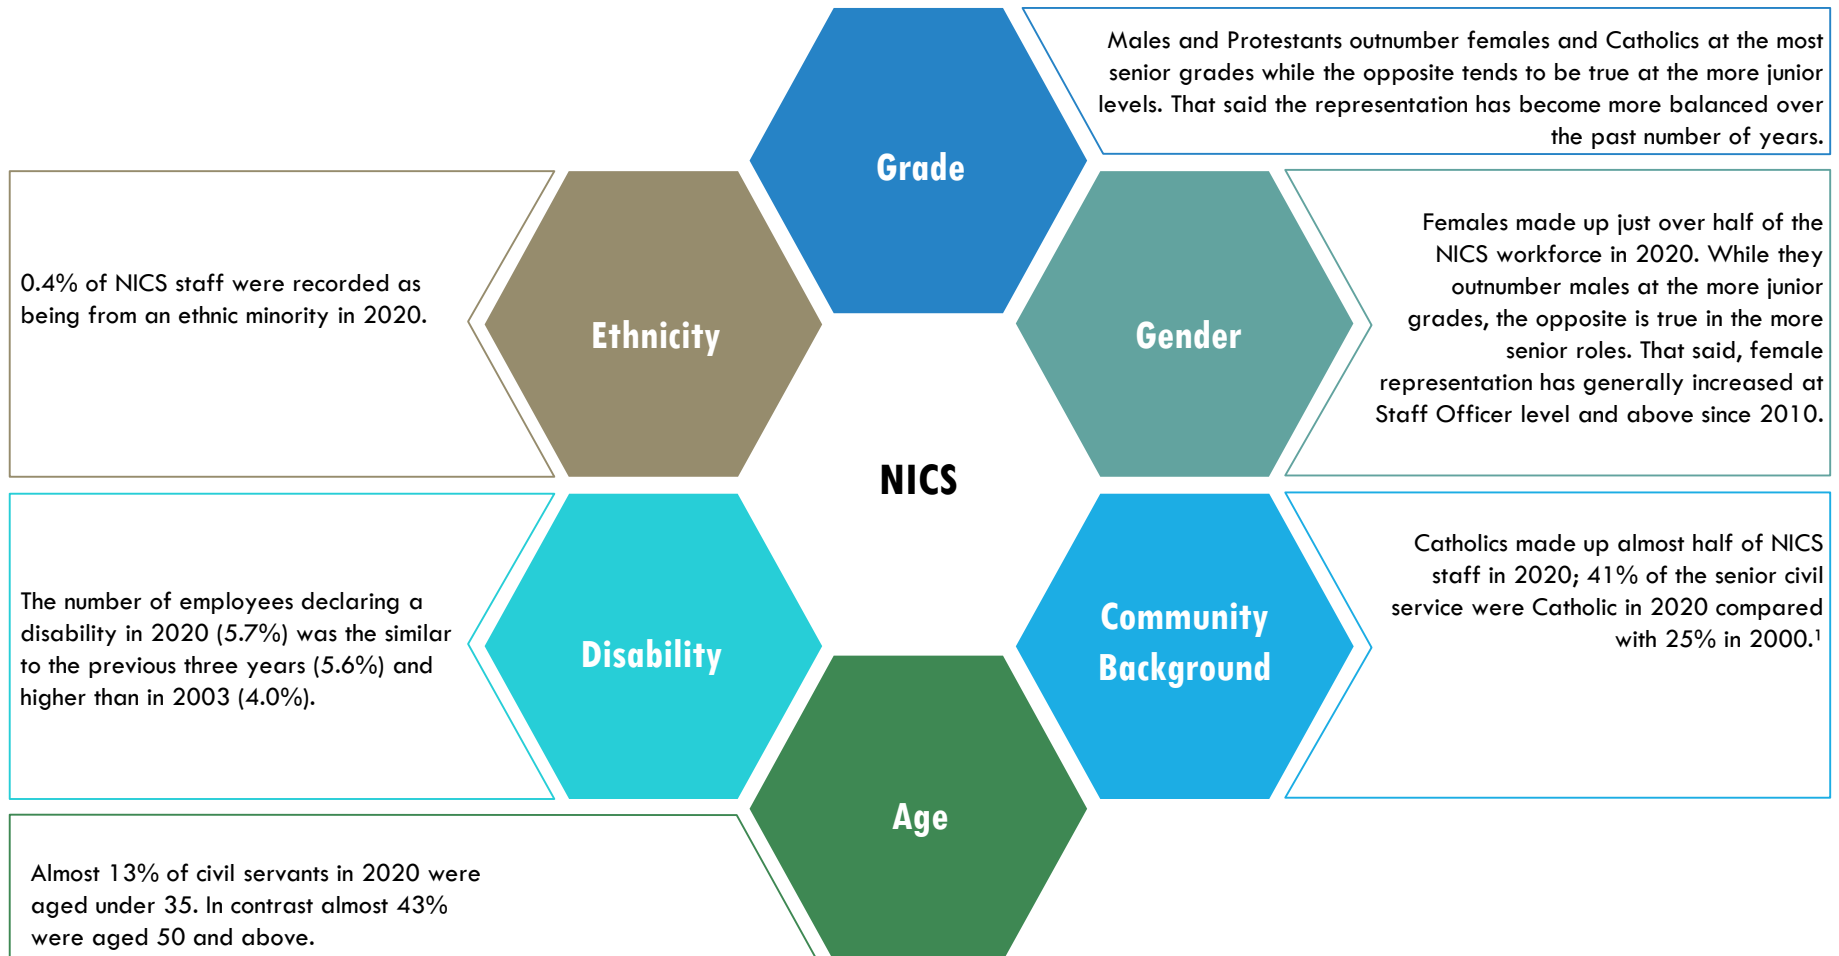 Grade
Males and Protestants outnumber females and Catholics at the most
senior grades while the opposite tends to be true at the more junior
levels. That said the representation has become more balanced over
the past number of years.
Ethnicity
0.4% of NICS staff were recorded as
being from an ethnic minority in 2020.
Gender
Females made up just over half of the
NICS workforce in 2020. While they
outnumber males at the more junior
grades, the opposite is true in the more
senior roles. That said, female
representation has generally increased at
Staff Officer level and above since 2010.
NICS
Disability
The number of employees declaring a
disability in 2020 (5.7%) was the similar
to the previous three years (5.6%) and
higher than in 2003 (4.0%).
Community
Background
Catholics made up almost half of NICS
staff in 2020; 41% of the senior civil
service were Catholic in 2020 compared
with 25% in 2000.¹
Age
Almost 13% of civil servants in 2020 were
aged under 35. In contrast almost 43%
were aged 50 and above.